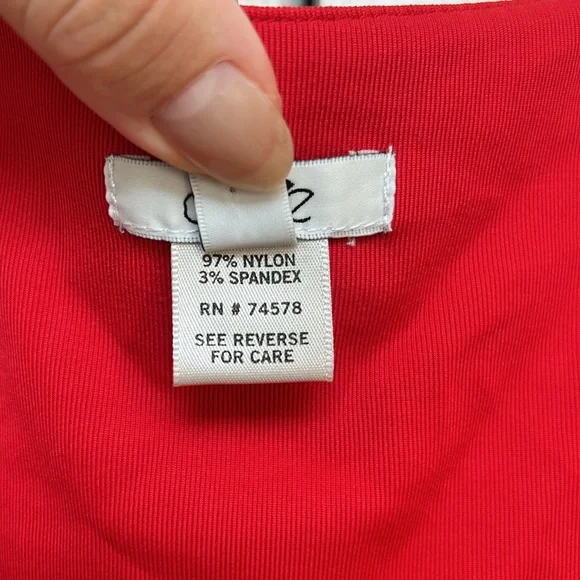 97% NYLON
3% SPANDEX
RN # 74578
SEE REVERSE
FOR CARE